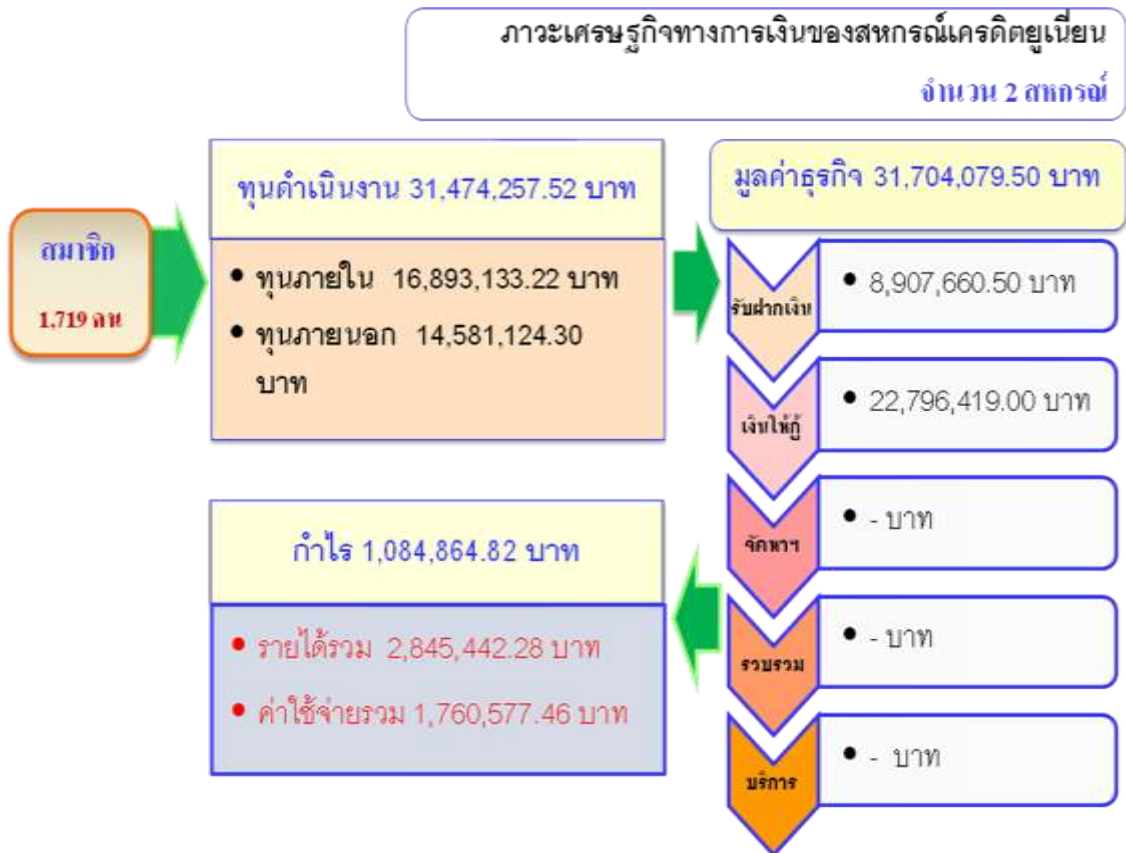 ภาวะเศรษฐกิจทางการเงินของสหกรณ์เครดิตยูเนี่ยน
จำนวน 2 สหกรณ์
สมาชิก
1,719 คน
ทุนดำเนินงาน 31,474,257.52 บาท
• ทุนภายใน 16,893,133.22 บาท
• ทุนภายนอก 14,581,124.30
บาท
มูลค่าธุรกิจ 31,704,079.50 บาท
รับฝากเงิน
• 8,907,660.50 บาท
เงินให้กู้
• 22,796,419.00 บาท
จัดหาฯ
• - บาท
รวบรวม
• - บาท
บริการ
• - บาท
กำไร 1,084,864.82 บาท
• รายได้รวม 2,845,442.28 บาท
• ค่าใช้จ่ายรวม 1,760,577.46 บาท